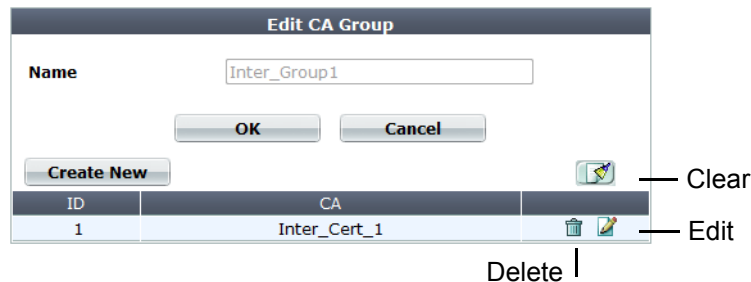 Edit CA Group
Name Inter_Group1
OK Cancel
Create New
Clear
ID CA
1 Inter_Cert_1
Edit
Delete